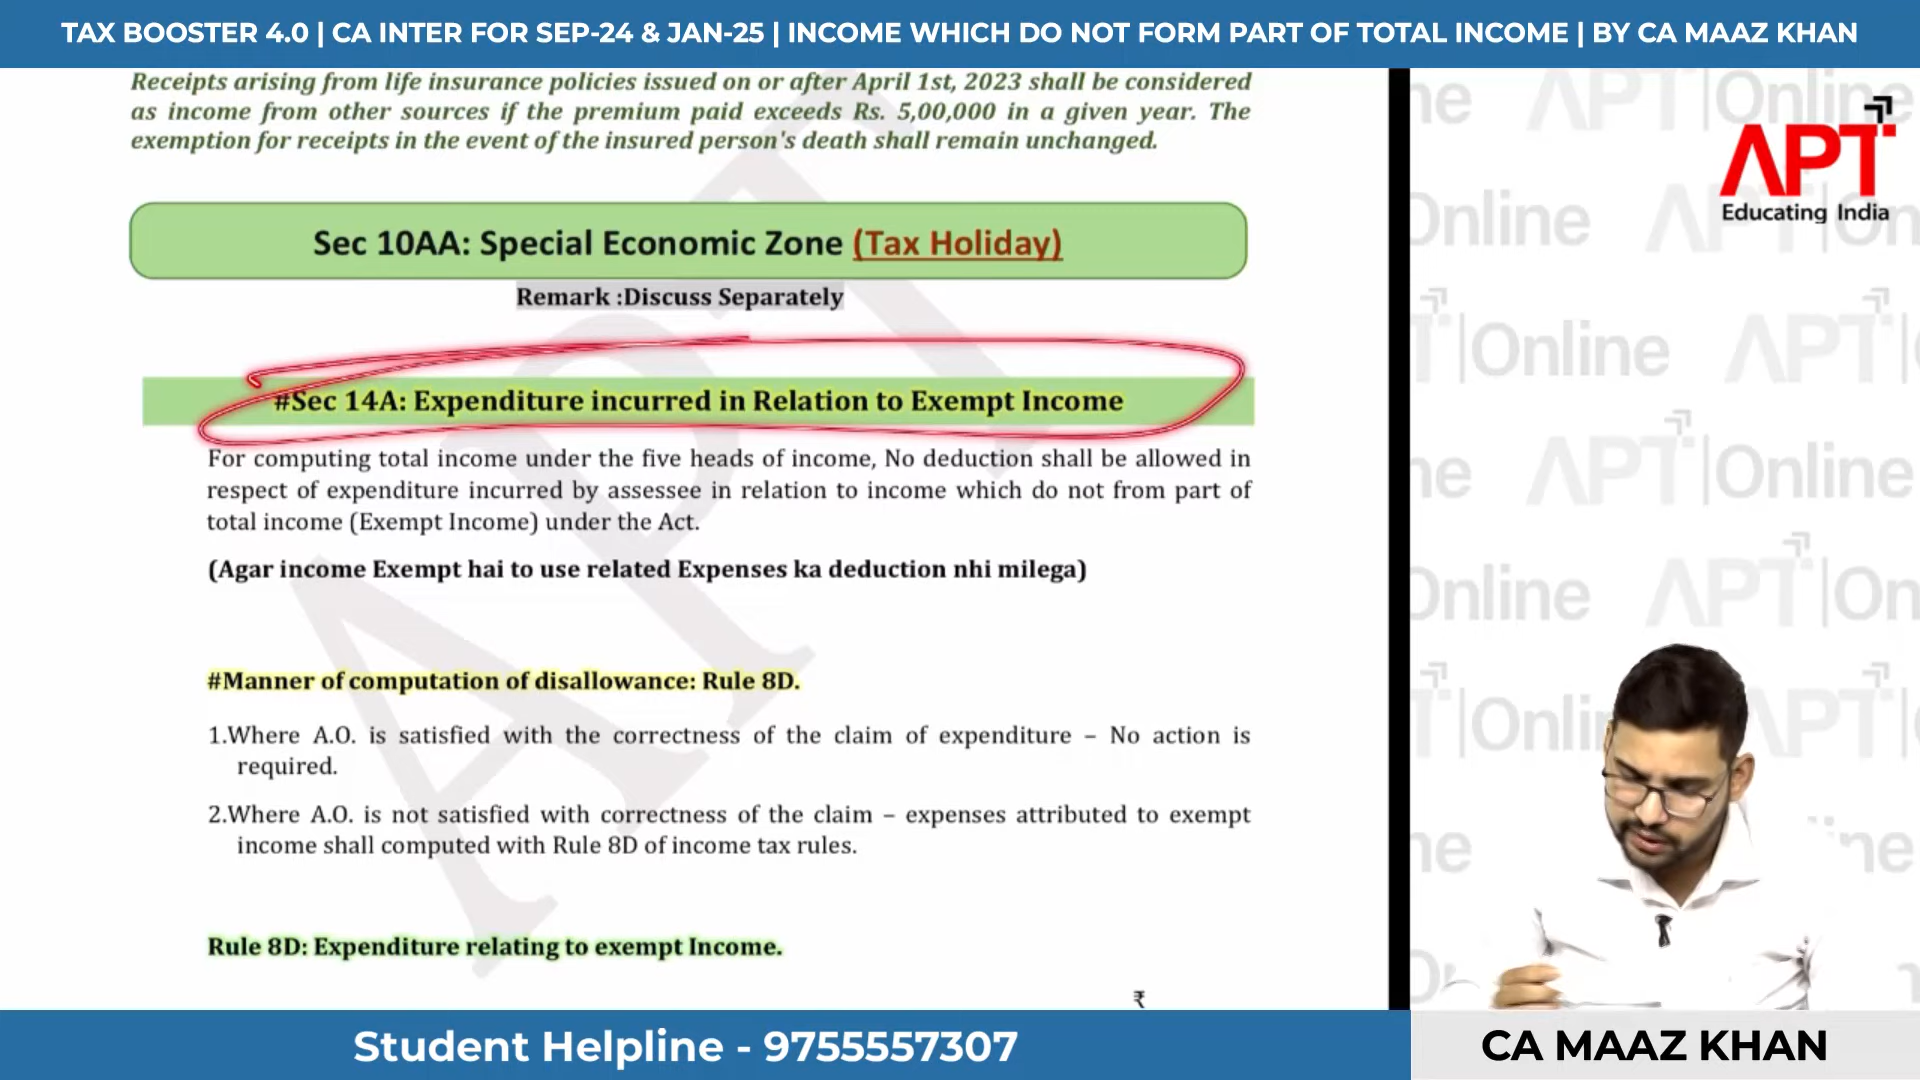 TAX BOOSTER 4.0 | CA INTER FOR SEP-24 & JAN-25 | INCOME WHICH DO NOT FORM PART OF TOTAL INCOME | BY CA MAAZ KHAN
Receipts arising from life insurance policies issued on or after April 1st, 2023 shall be considered
as income from other sources if the premium paid exceeds Rs. 5,00,000 in a given year. The
exemption for receipts in the event of the insured person's death shall remain unchanged.
Sec 10AA: Special Economic Zone (Tax Holiday)
Remark :Discuss Separately
#Sec 14A: Expenditure incurred in Relation to Exempt Income
For computing total income under the five heads of income, No deduction shall be allowed in
respect of expenditure incurred by assessee in relation to income which do not from part of
total income (Exempt Income) under the Act.
(Agar income Exempt hai to use related Expenses ka deduction nhi milega)
#Manner of computation of disallowance: Rule 8D.
1.Where A.O. is satisfied with the correctness of the claim of expenditure – No action is
required.
2.Where A.O. is not satisfied with correctness of the claim – expenses attributed to exempt
income shall computed with Rule 8D of income tax rules.
Rule 8D: Expenditure relating to exempt Income.
₹
APT
Educating India
APT
APT|Online
Student Helpline - 9755557307
CA MAAZ KHAN